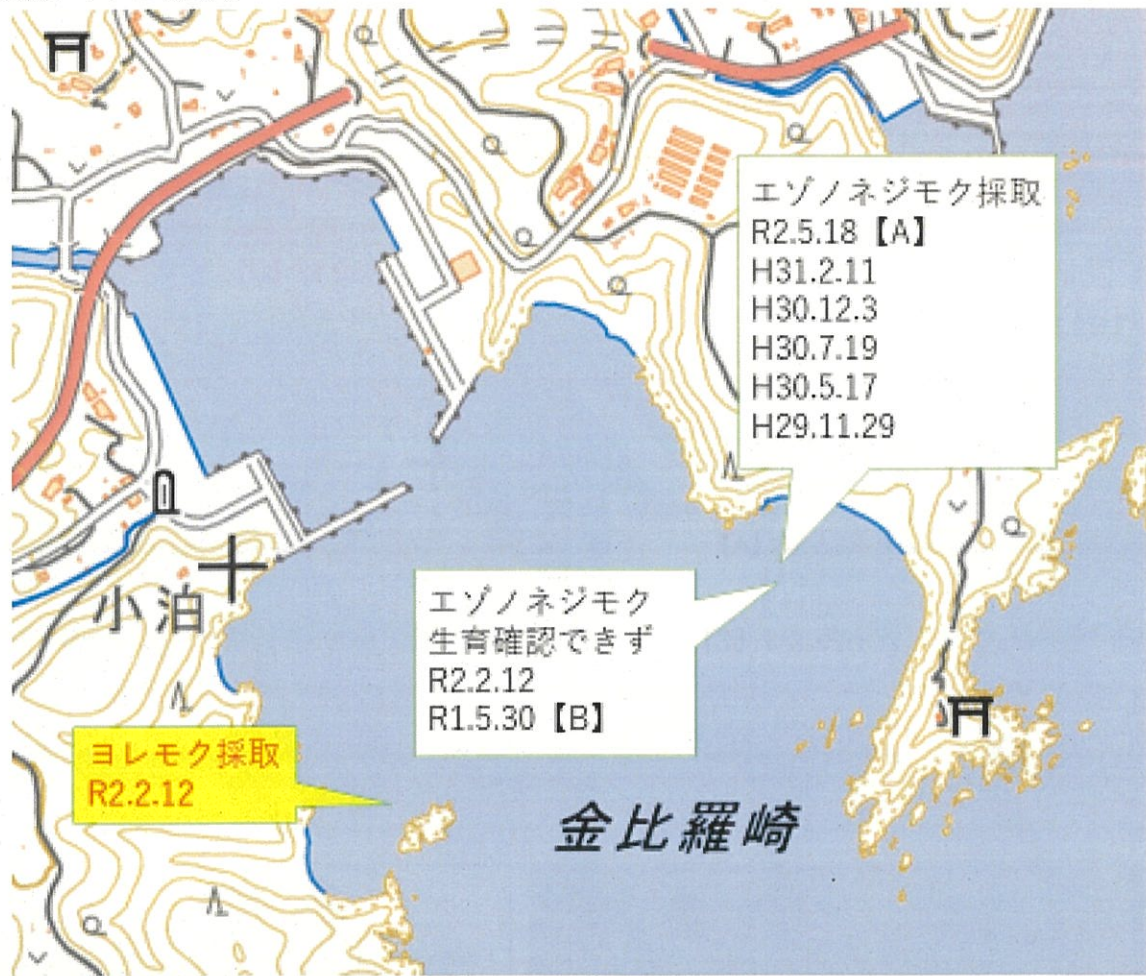 エゾノネジモク採取
R2.5.18【A】
H31.2.11
H30.12.3
H30.7.19
H30.5.17
H29.11.29
エゾノネジモク
生育確認できず
R2.2.12
R1.5.30【B】
小泊
ヨレモク採取
R2.2.12
金比羅崎